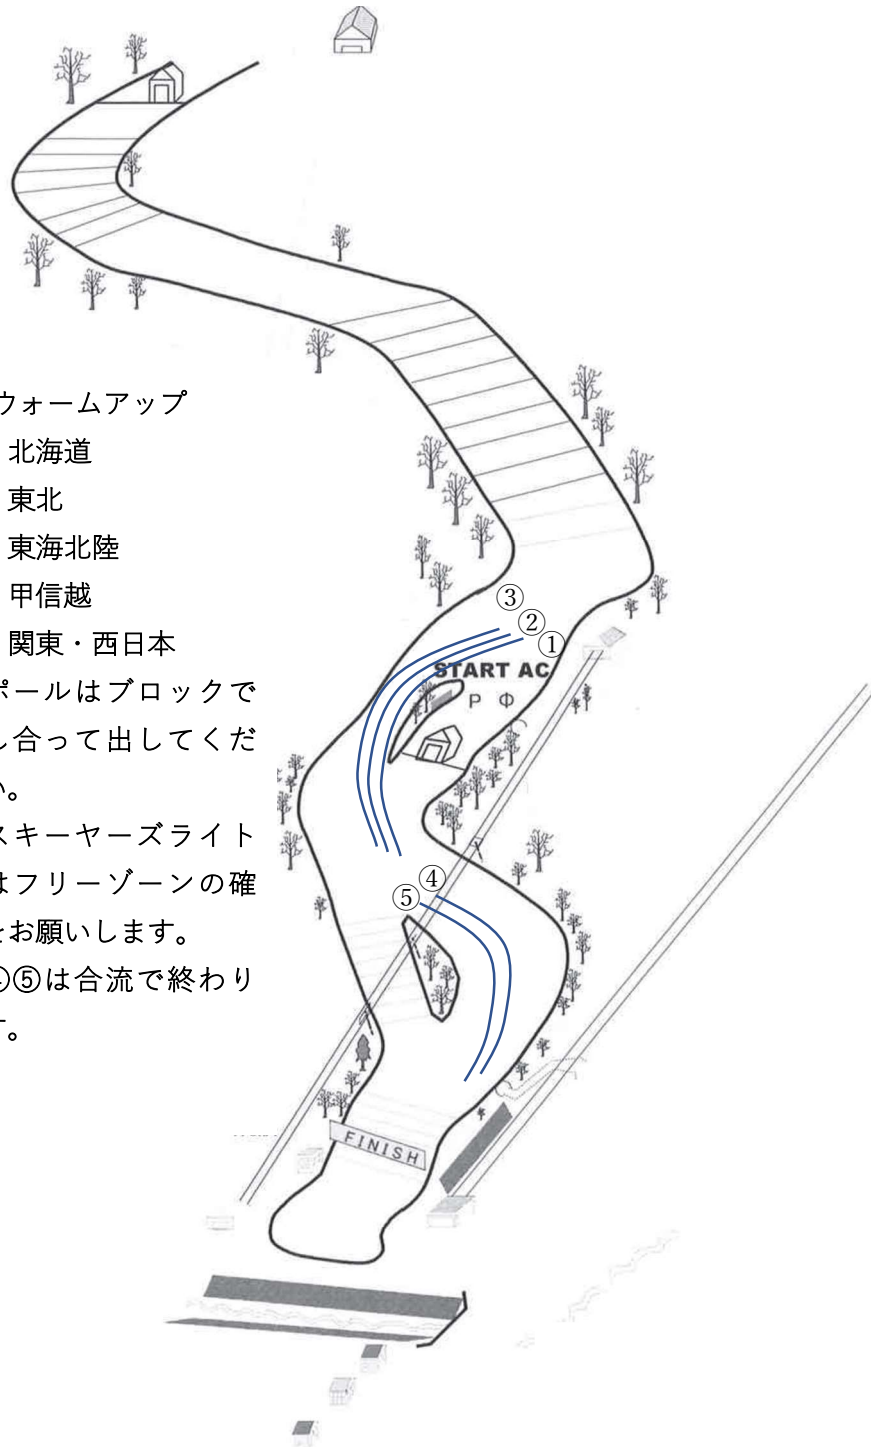 ウォームアップ
北海道
東北
東海北陸
甲信越
関東・西日本
ポールはブロックで
し合って出してくだ
い。
スキーヤーズライト
はフリーゾーンの確
をお願いします。
④⑤は合流で終わり
す。
③
②
①
START AC
P Φ
④
⑤
FINISH